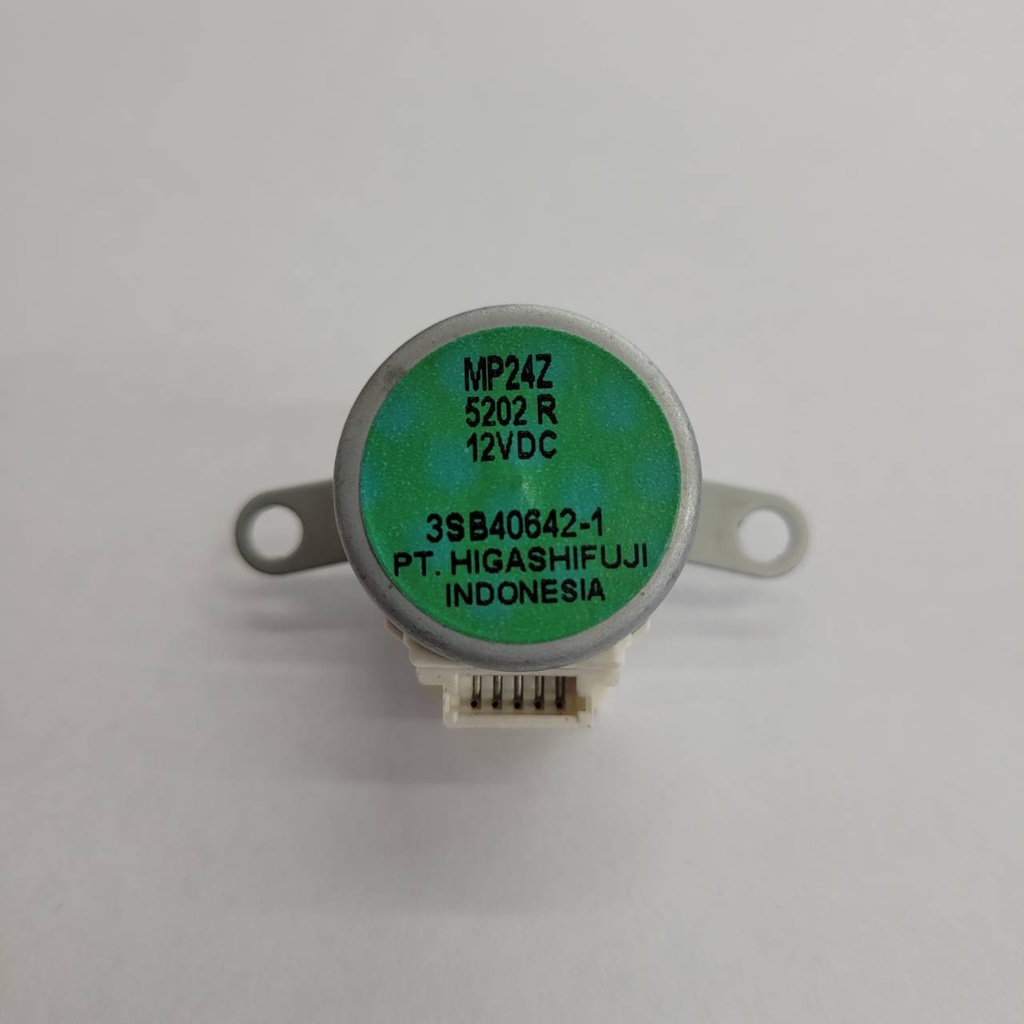 MP24Z
5202 R
12VDC
3SB40642-1
PT. HIGASHIFUJI
INDONESIA